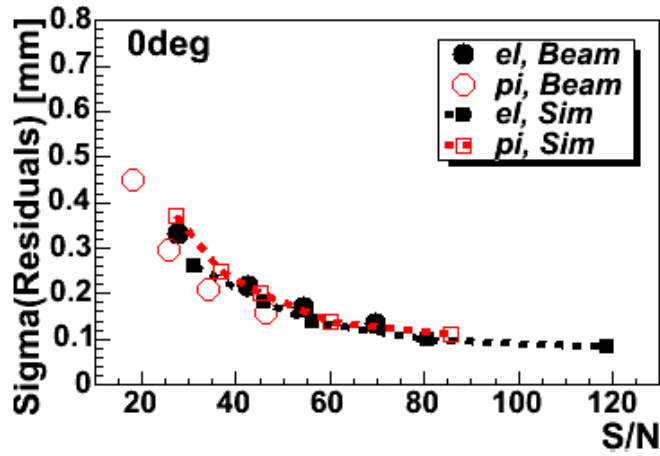 0deg
el, Beam
pi, Beam
el, Sim
pi, Sim
Sigma(Residuals) [mm]
0.8
0.7
0.6
0.5
0.4
0.3
0.2
0.1
0
20 40 60 80 100 120
S/N